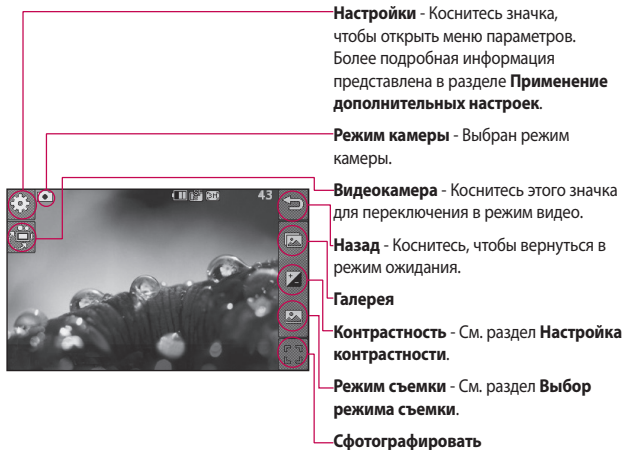 Настройки - Коснитесь значка,
чтобы открыть меню параметров.
Более подробная информация
представлена в разделе Применение
дополнительных настроек.
Режим камеры - Выбран режим
камеры.
Видеокамера - Коснитесь этого значка
для переключения в режим видео.
Назад - Коснитесь, чтобы вернуться в
режим ожидания.
Галерея
Контрастность - См. раздел Настройка
контрастности.
Режим съемки - См. раздел Выбор
режима съемки.
Сфотографировать
43